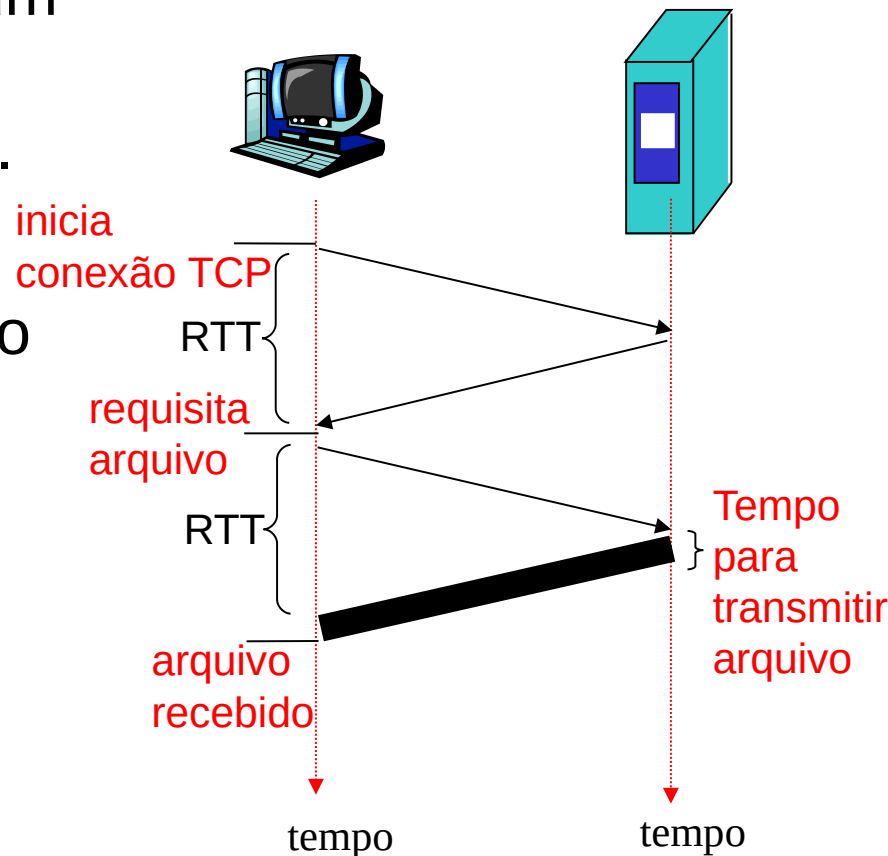 .
inicia
conexão TCP
o
RTT
requisita
arquivo
RTT
Tempo
para
transmitir
arquivo
arquivo
recebido
tempo
tempo